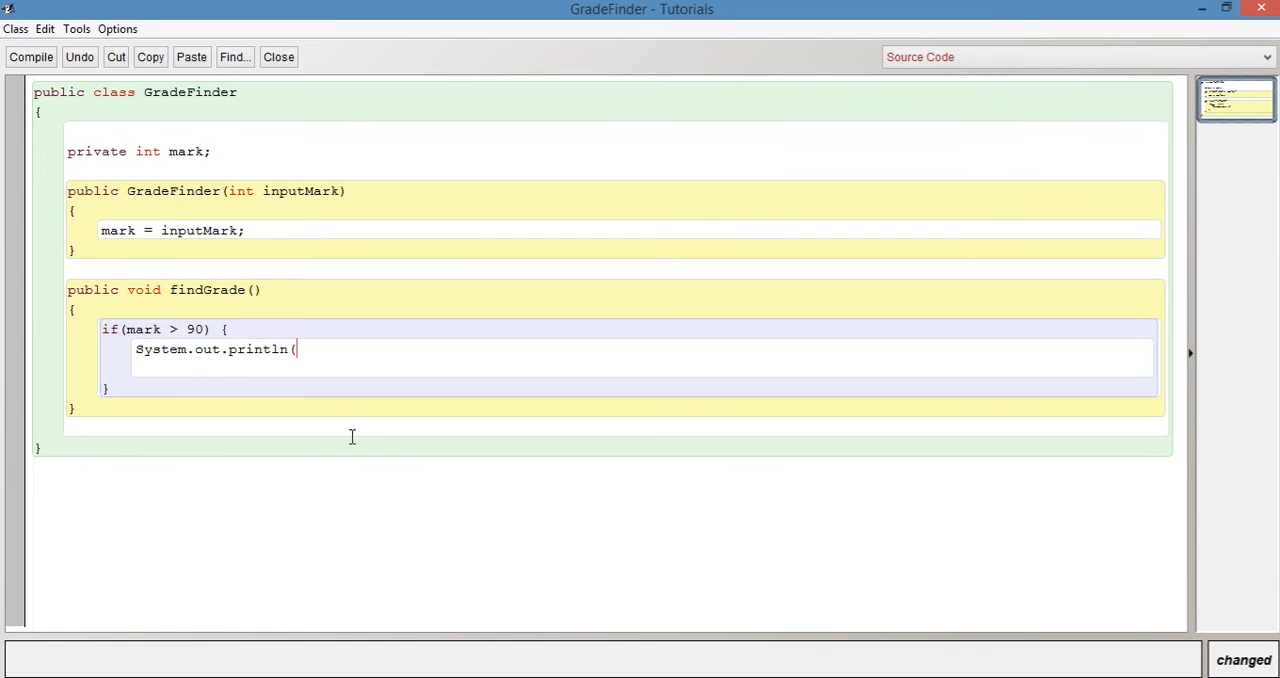 GradeFinder - Tutorials
Class Edit Tools Options
Compile Undo Cut Copy Paste Find... Close Source Code
public class GradeFinder
{
private int mark;
public GradeFinder(int inputMark)
{
mark = inputMark;
}
public void findGrade()
{
if(mark > 90) {
System.out.println(
}
}
}
changed